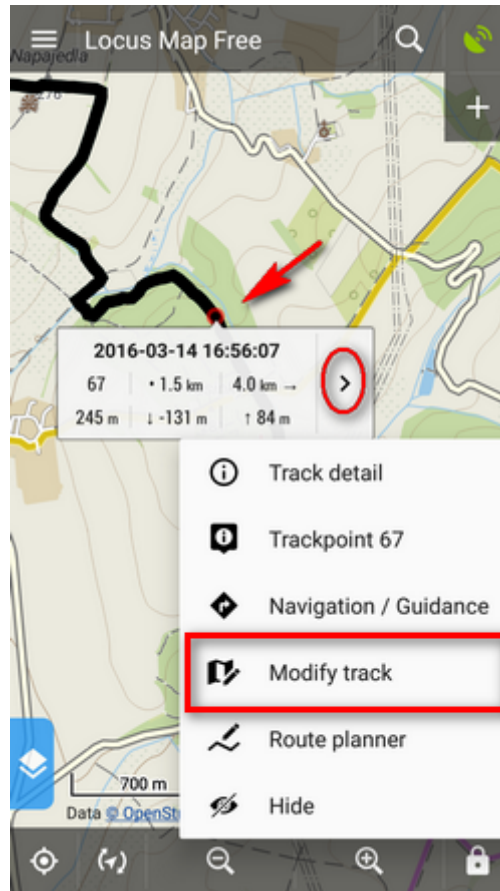 Locus Map Free
Napajedla
276
2016-03-14 16:56:07
67 • 1.5 km 4.0 km →
245 m ↓ -131 m ↑ 84 m
Track detail
Trackpoint 67
Navigation / Guidance
Modify track
Route planner
700 m
Data © OpenSt
Hide